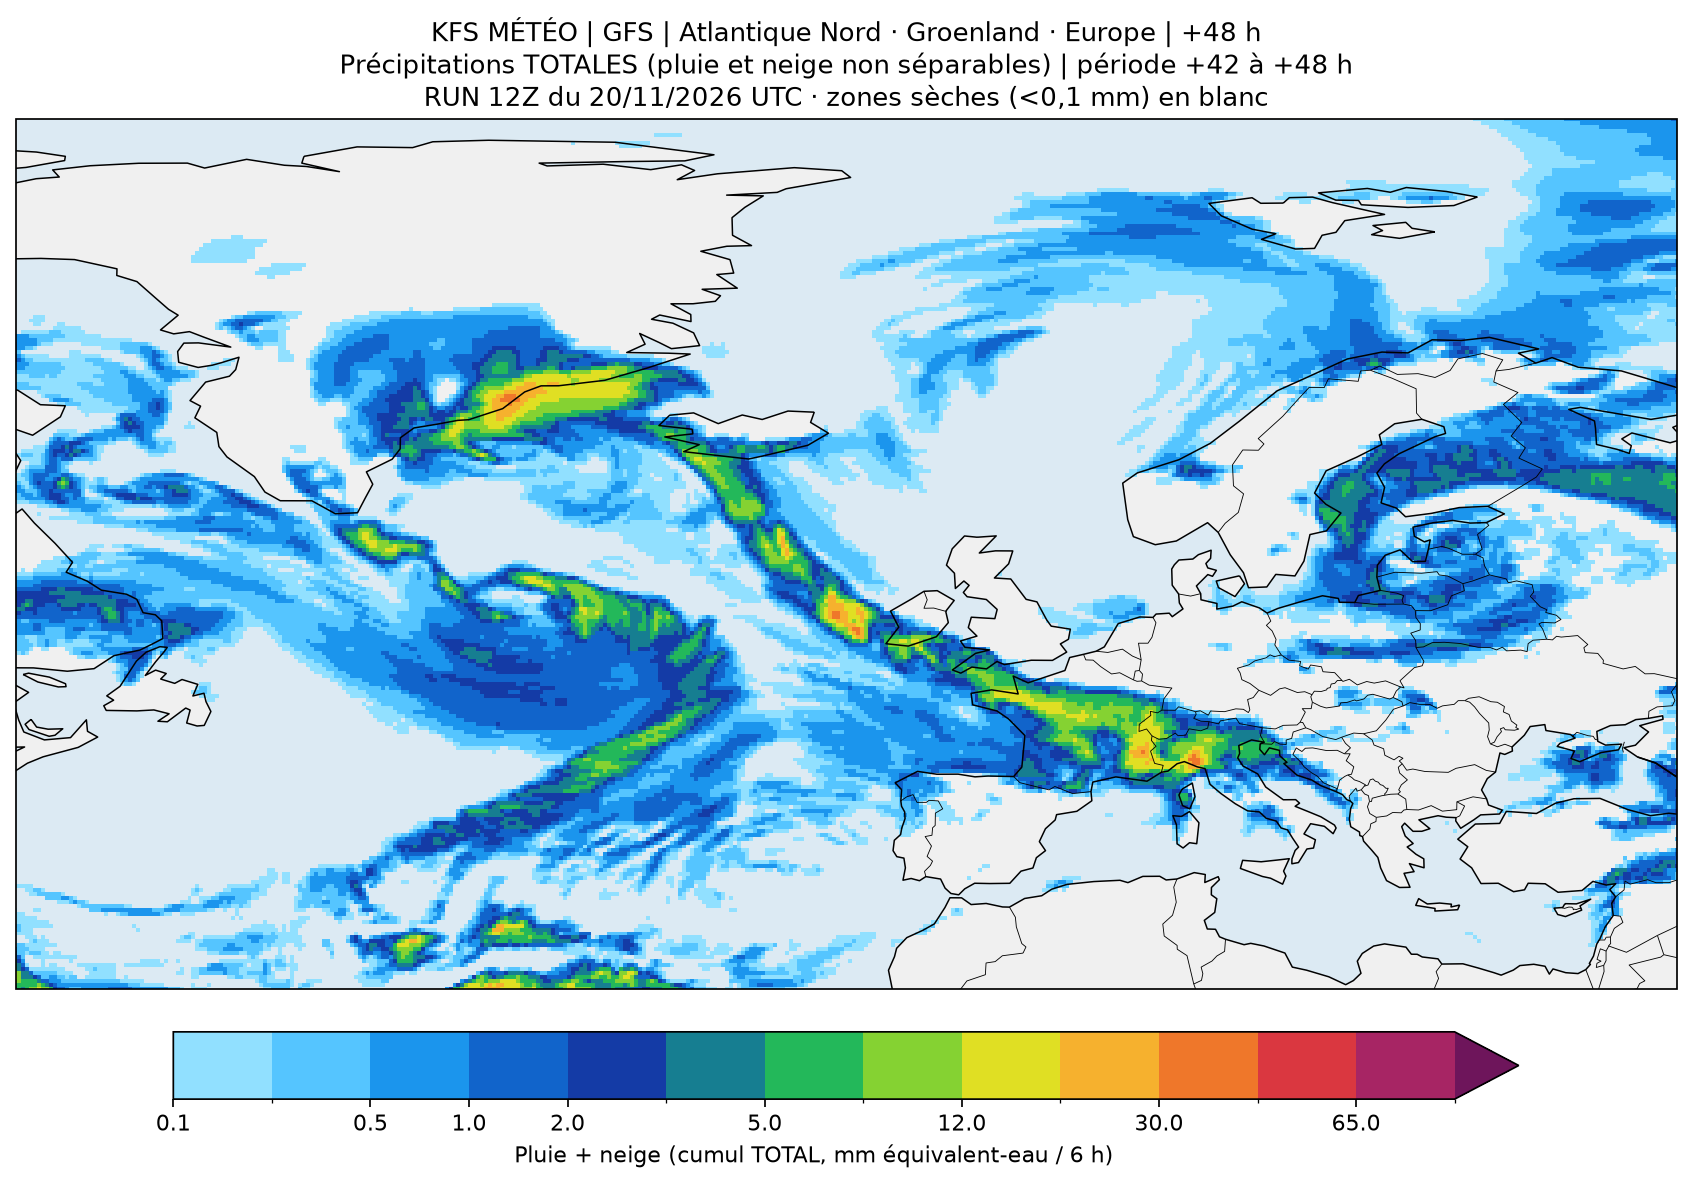 KFS MÉTÉO | GFS | Atlantique Nord · Groenland · Europe | +48 h
Précipitations TOTALES (pluie et neige non séparables) | période +42 à +48 h
RUN 12Z du 20/11/2026 UTC · zones sèches (<0,1 mm) en blanc
0.1 0.5 1.0 2.0 5.0 12.0 30.0 65.0
Pluie + neige (cumul TOTAL, mm équivalent-eau / 6 h)